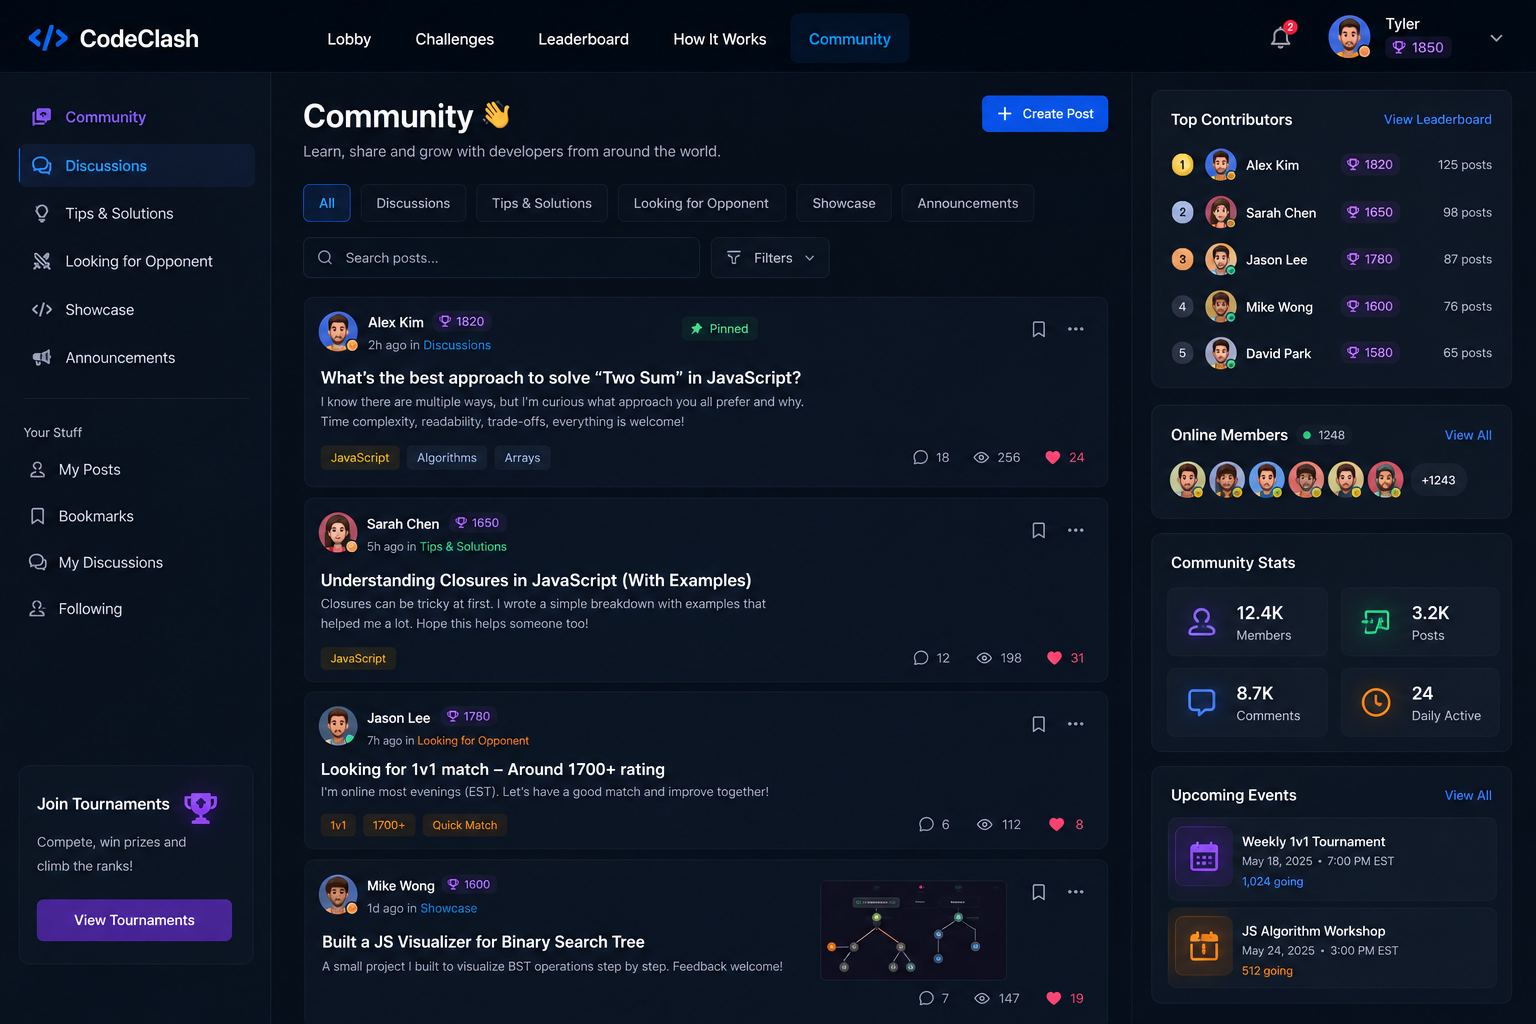 </> CodeClash
Lobby
Challenges
Leaderboard
How It Works
Community
2
Tyler
1850
Community
Discussions
Tips & Solutions
Looking for Opponent
Showcase
Announcements
Your Stuff
My Posts
Bookmarks
My Discussions
Following
Join Tournaments
Compete, win prizes and
climb the ranks!
View Tournaments
Community 👋
Learn, share and grow with developers from around the world.
+ Create Post
All
Discussions
Tips & Solutions
Looking for Opponent
Showcase
Announcements
Search posts...
Filters
Alex Kim 1820
2h ago in Discussions
Pinned
What's the best approach to solve “Two Sum” in JavaScript?
I know there are multiple ways, but I'm curious what approach you all prefer and why.
Time complexity, readability, trade-offs, everything is welcome!
JavaScript Algorithms Arrays
18 256 24
Sarah Chen 1650
5h ago in Tips & Solutions
Understanding Closures in JavaScript (With Examples)
Closures can be tricky at first. I wrote a simple breakdown with examples that
helped me a lot. Hope this helps someone too!
JavaScript
12 198 31
Jason Lee 1780
7h ago in Looking for Opponent
Looking for 1v1 match – Around 1700+ rating
I'm online most evenings (EST). Let's have a good match and improve together!
1v1 1700+ Quick Match
6 112 8
Mike Wong 1600
1d ago in Showcase
Built a JS Visualizer for Binary Search Tree
A small project I built to visualize BST operations step by step. Feedback welcome!
7 147 19
Top Contributors
View Leaderboard
1 Alex Kim 1820 125 posts
2 Sarah Chen 1650 98 posts
3 Jason Lee 1780 87 posts
4 Mike Wong 1600 76 posts
5 David Park 1580 65 posts
Online Members 1248
View All
+1243
Community Stats
12.4K
Members
3.2K
Posts
8.7K
Comments
24
Daily Active
Upcoming Events
View All
Weekly 1v1 Tournament
May 18, 2025 • 7:00 PM EST
1,024 going
JS Algorithm Workshop
May 24, 2025 • 3:00 PM EST
512 going